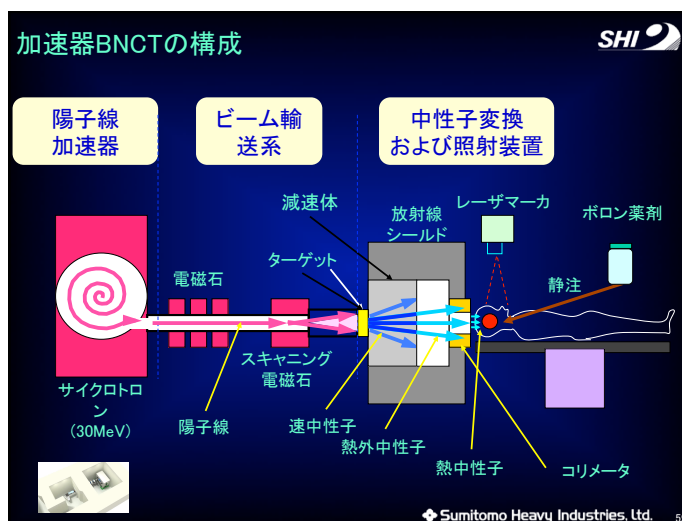 加速器BNCTの構成
SHI
陽子線
加速器
ビーム輸
送系
中性子変換
および照射装置
減速体
放射線
シールド
レーザマーカ
ボロン薬剤
電磁石
ターゲット
静注
スキャニング
電磁石
サイクロトロ
ン
(30MeV)
陽子線
速中性子
熱外中性子
熱中性子
コリメータ
Sumitomo Heavy Industries, Ltd.